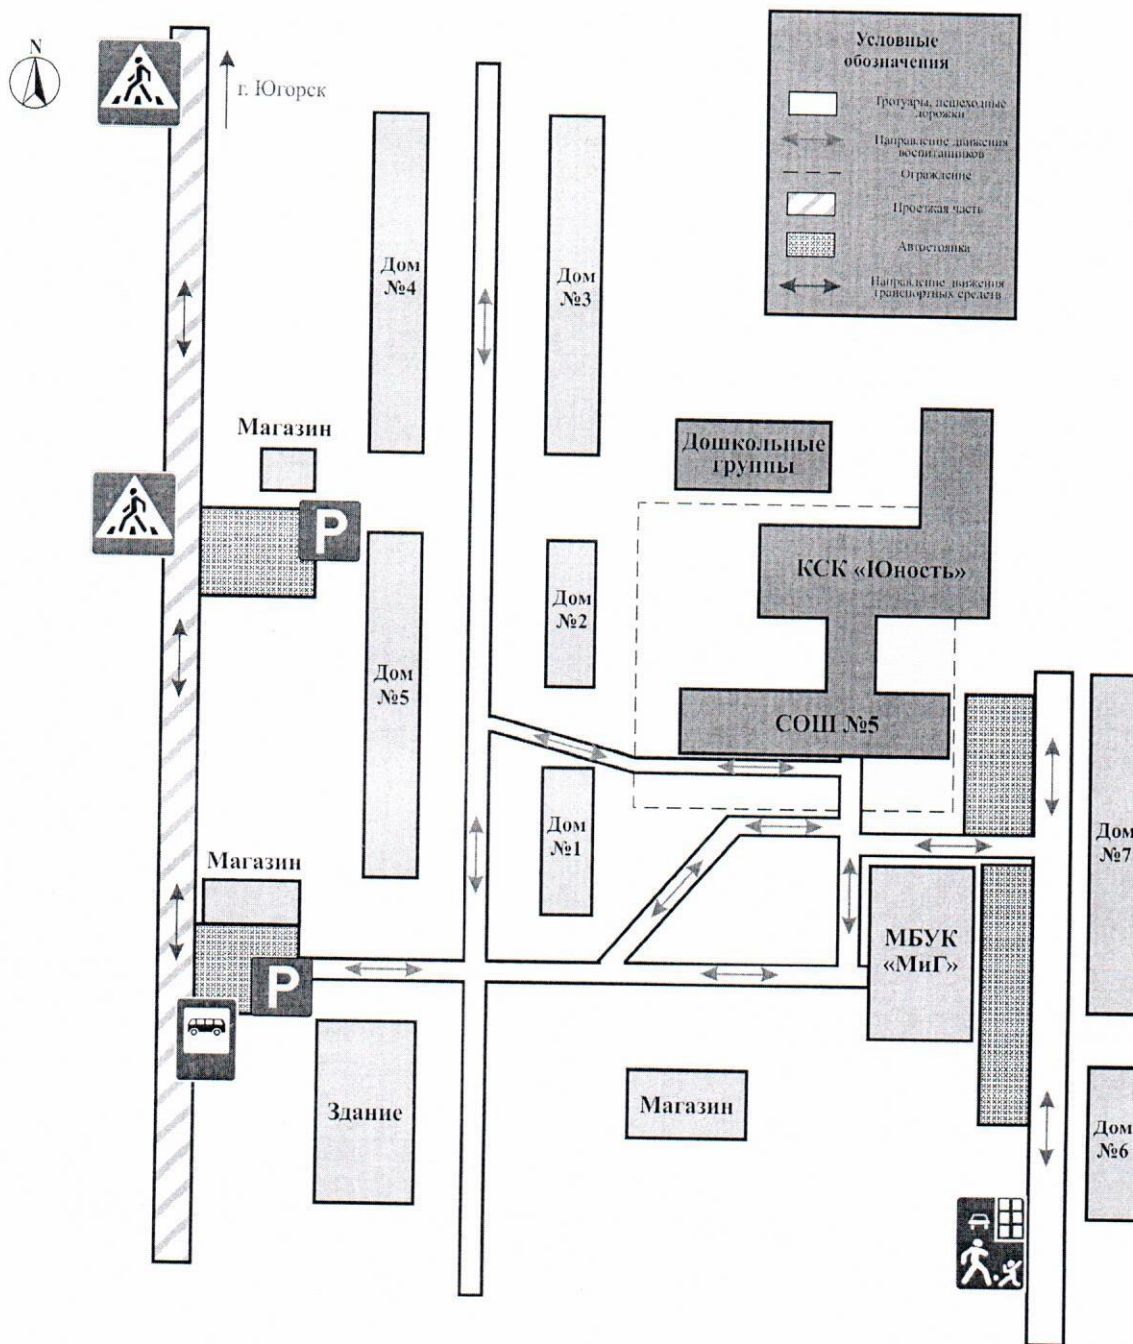 N
г. Югорск
Условные
обозначения
Тротуары, пешеходные
дорожки
Направление движения
воспитанников
Ограждение
Проезжая часть
Автостоянка
Направление движения
транспортных средств
Дом
№4
Дом
№3
Магазин
Дошкольные
группы
P
КСК «Юность»
Дом
№2
Дом
№5
СОШ №5
Дом
№1
Дом
№7
Магазин
МБУК
«МиГ»
P
Здание
Магазин
Дом
№6